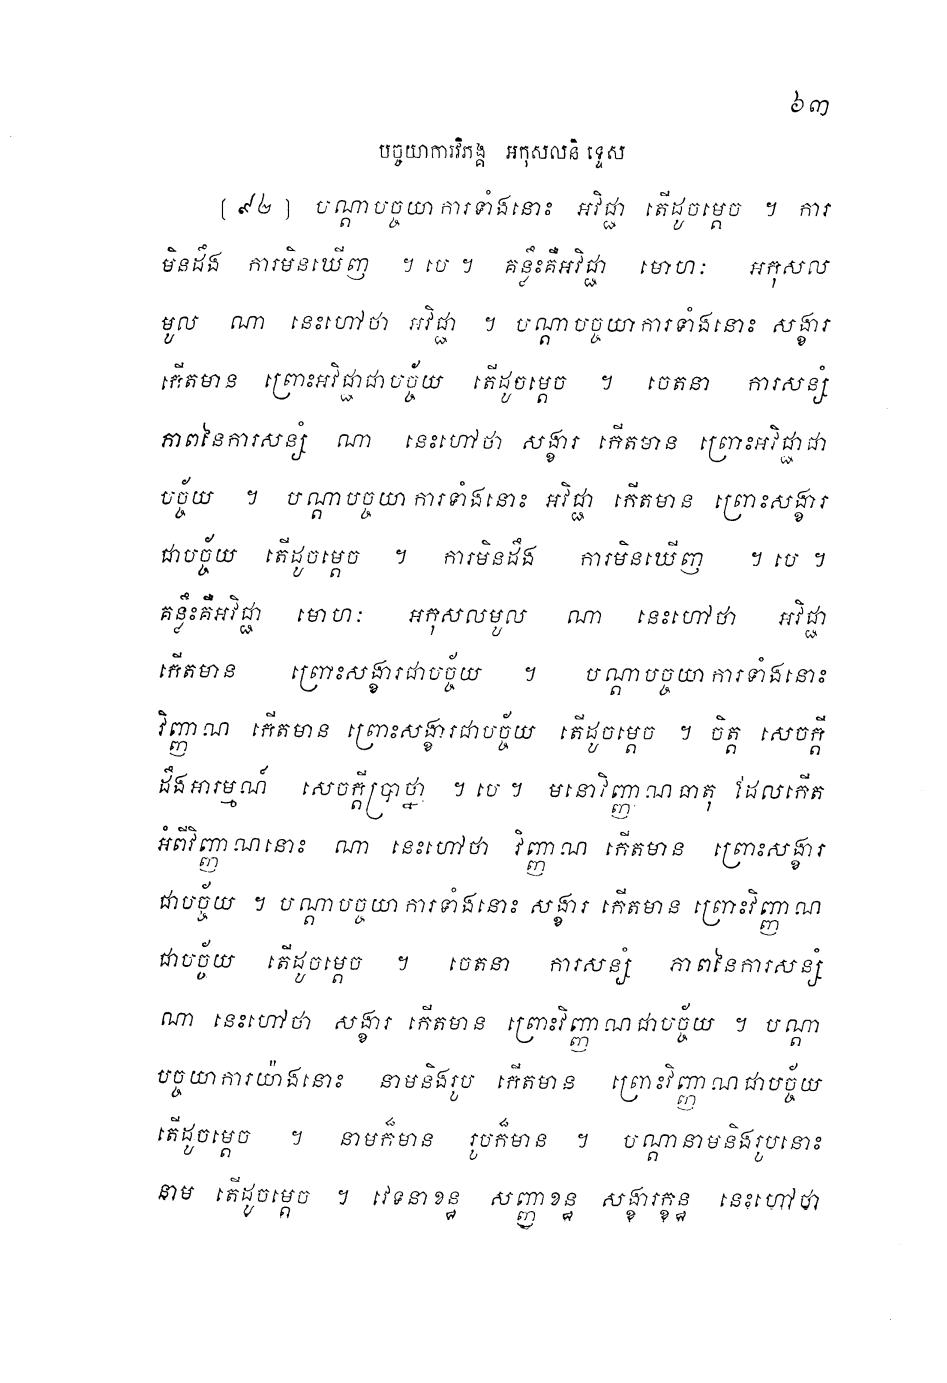 ៦៣
បច្ចយាការវិភង្គ អកុសលនិទ្ទេស
[ ៩២ ] បណ្តាបច្ចយាការទាំងនោះ អវិជ្ជា តើដូចម្តេច ។ ការ
មិនដឹង ការមិនឃើញ ។ បេ ។ គន្លឹះគឺអវិជ្ជា មោហៈ អកុសល
មូល ណា នេះហៅថា អវិជ្ជា ។ បណ្តាបច្ចយាការទាំងនោះ សង្ខារ
កើតមាន ព្រោះអវិជ្ជាជាបច្ច័យ តើដូចម្តេច ។ ចេតនា ការសន្សំ
ភាពនៃការសន្សំ ណា នេះហៅថា សង្ខារ កើតមាន ព្រោះអវិជ្ជាជា
បច្ច័យ ។ បណ្តាបច្ចយាការទាំងនោះ អវិជ្ជា កើតមាន ព្រោះសង្ខារ
ជាបច្ច័យ តើដូចម្តេច ។ ការមិនដឹង ការមិនឃើញ ។ បេ ។
គន្លឹះគឺអវិជ្ជា មោហៈ អកុសលមូល ណា នេះហៅថា អវិជ្ជា
កើតមាន ព្រោះសង្ខារជាបច្ច័យ ។ បណ្តាបច្ចយាការទាំងនោះ
វិញ្ញាណ កើតមាន ព្រោះសង្ខារជាបច្ច័យ តើដូចម្តេច ។ ចិត្ត សេចក្តី
ដឹងអារម្មណ៍ សេចក្តីប្រាថ្នា ។ បេ ។ មនោវិញ្ញាណធាតុ ដែលកើត
អំពីវិញ្ញាណនោះ ណា នេះហៅថា វិញ្ញាណ កើតមាន ព្រោះសង្ខារ
ជាបច្ច័យ ។ បណ្តាបច្ចយាការទាំងនោះ សង្ខារ កើតមាន ព្រោះវិញ្ញាណ
ជាបច្ច័យ តើដូចម្តេច ។ ចេតនា ការសន្សំ ភាពនៃការសន្សំ
ណា នេះហៅថា សង្ខារ កើតមាន ព្រោះវិញ្ញាណជាបច្ច័យ ។ បណ្តា
បច្ចយាការយ៉ាងនោះ នាមនិងរូប កើតមាន ព្រោះវិញ្ញាណជាបច្ច័យ
តើដូចម្តេច ។ នាមក៏មាន រូបក៏មាន ។ បណ្តានាមនិងរូបនោះ
នាម តើដូចម្តេច ។ វេទនាខន្ធ សញ្ញាខន្ធ សង្ខារក្ខន្ធ នេះហៅថា